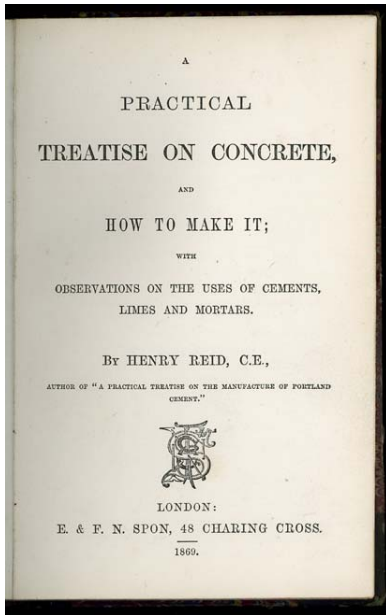 A
PRACTICAL
TREATISE ON CONCRETE,
AND
HOW TO MAKE IT;
WITH
OBSERVATIONS ON THE USES OF CEMENTS,
LIMES AND MORTARS.
BY HENRY REID, C.E.,
AUTHOR OF "A PRACTICAL TREATISE ON THE MANUFACTURE OF PORTLAND
CEMENT."
LONDON:
E. & F. N. SPON, 48 CHARING CROSS.
1869.